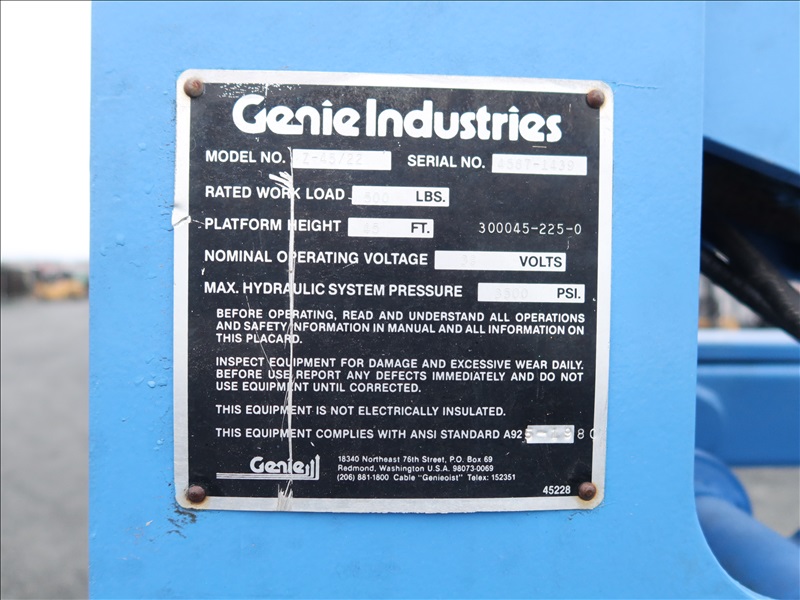 Genie Industries
MODEL NO. Z-45/22 SERIAL NO.
RATED WORK LOAD 500 LBS.
PLATFORM HEIGHT 45 FT. 300045-225-0
NOMINAL OPERATING VOLTAGE VOLTS
MAX. HYDRAULIC SYSTEM PRESSURE 3500 PSI.
BEFORE OPERATING, READ AND UNDERSTAND ALL OPERATIONS
AND SAFETY INFORMATION IN MANUAL AND ALL INFORMATION ON
THIS PLACARD.
INSPECT EQUIPMENT FOR DAMAGE AND EXCESSIVE WEAR DAILY.
BEFORE USE REPORT ANY DEFECTS IMMEDIATELY AND DO NOT
USE EQUIPMENT UNTIL CORRECTED.
THIS EQUIPMENT IS NOT ELECTRICALLY INSULATED.
THIS EQUIPMENT COMPLIES WITH ANSI STANDARD
Genie
18340 Northeast 76th Street, P.O. Box 69
Redmond, Washington U.S.A. 98073-0069
(206) 881-1800 Cable "Genieoist" Telex: 152351
45228